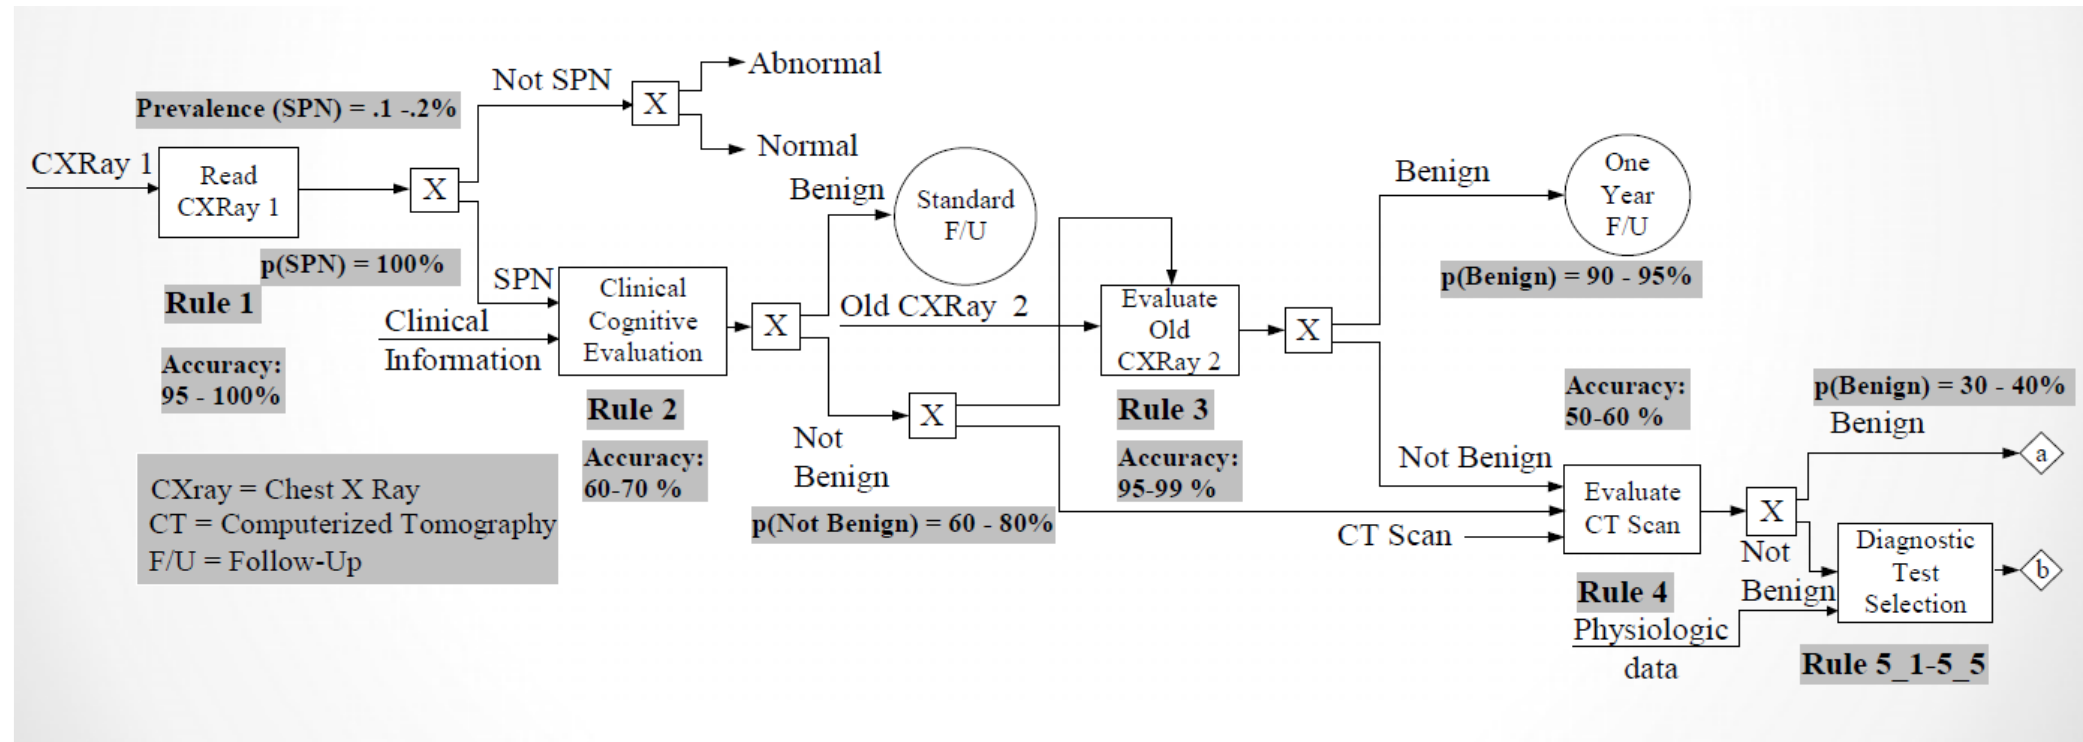 Prevalence (SPN) = .1 -.2%
CXRay 1
Read
CXRay 1
X
p(SPN) = 100%
Rule 1
Accuracy:
95 - 100%
Not SPN
X
Abnormal
Normal
SPN
Clinical
Information
Clinical
Cognitive
Evaluation
Rule 2
Accuracy:
60-70 %
X
Benign
Standard
F/U
Not
Benign
p(Not Benign) = 60 - 80%
X
Old CXRay 2
Evaluate
Old
CXRay 2
Rule 3
Accuracy:
95-99 %
X
Benign
One
Year
F/U
p(Benign) = 90 - 95%
Not Benign
CT Scan
Accuracy:
50-60 %
Evaluate
CT Scan
Rule 4
X
p(Benign) = 30 - 40%
Benign
a
Not
Benign
Physiologic
data
Diagnostic
Test
Selection
b
Rule 5_1-5_5
CXray = Chest X Ray
CT = Computerized Tomography
F/U = Follow-Up